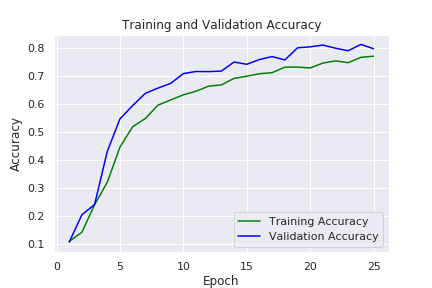 Training and Validation Accuracy
Accuracy
0.8
0.7
0.6
0.5
0.4
0.3
0.2
0.1
Training Accuracy
Validation Accuracy
0 5 10 15 20 25
Epoch